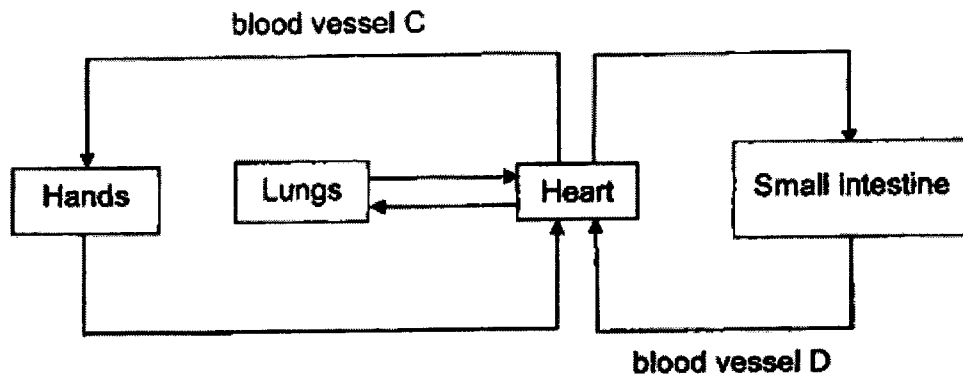 blood vessel C
Hands
Lungs
Heart
Small intestine
blood vessel D